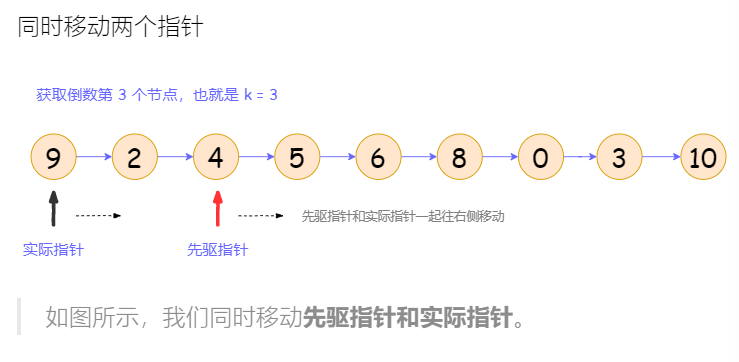 同时移动两个指针
获取倒数第 3 个节点，也就是 k = 3
9 2 4 5 6 8 0 3 10
先驱指针和实际指针一起往右侧移动
实际指针 先驱指针
如图所示，我们同时移动先驱指针和实际指针。